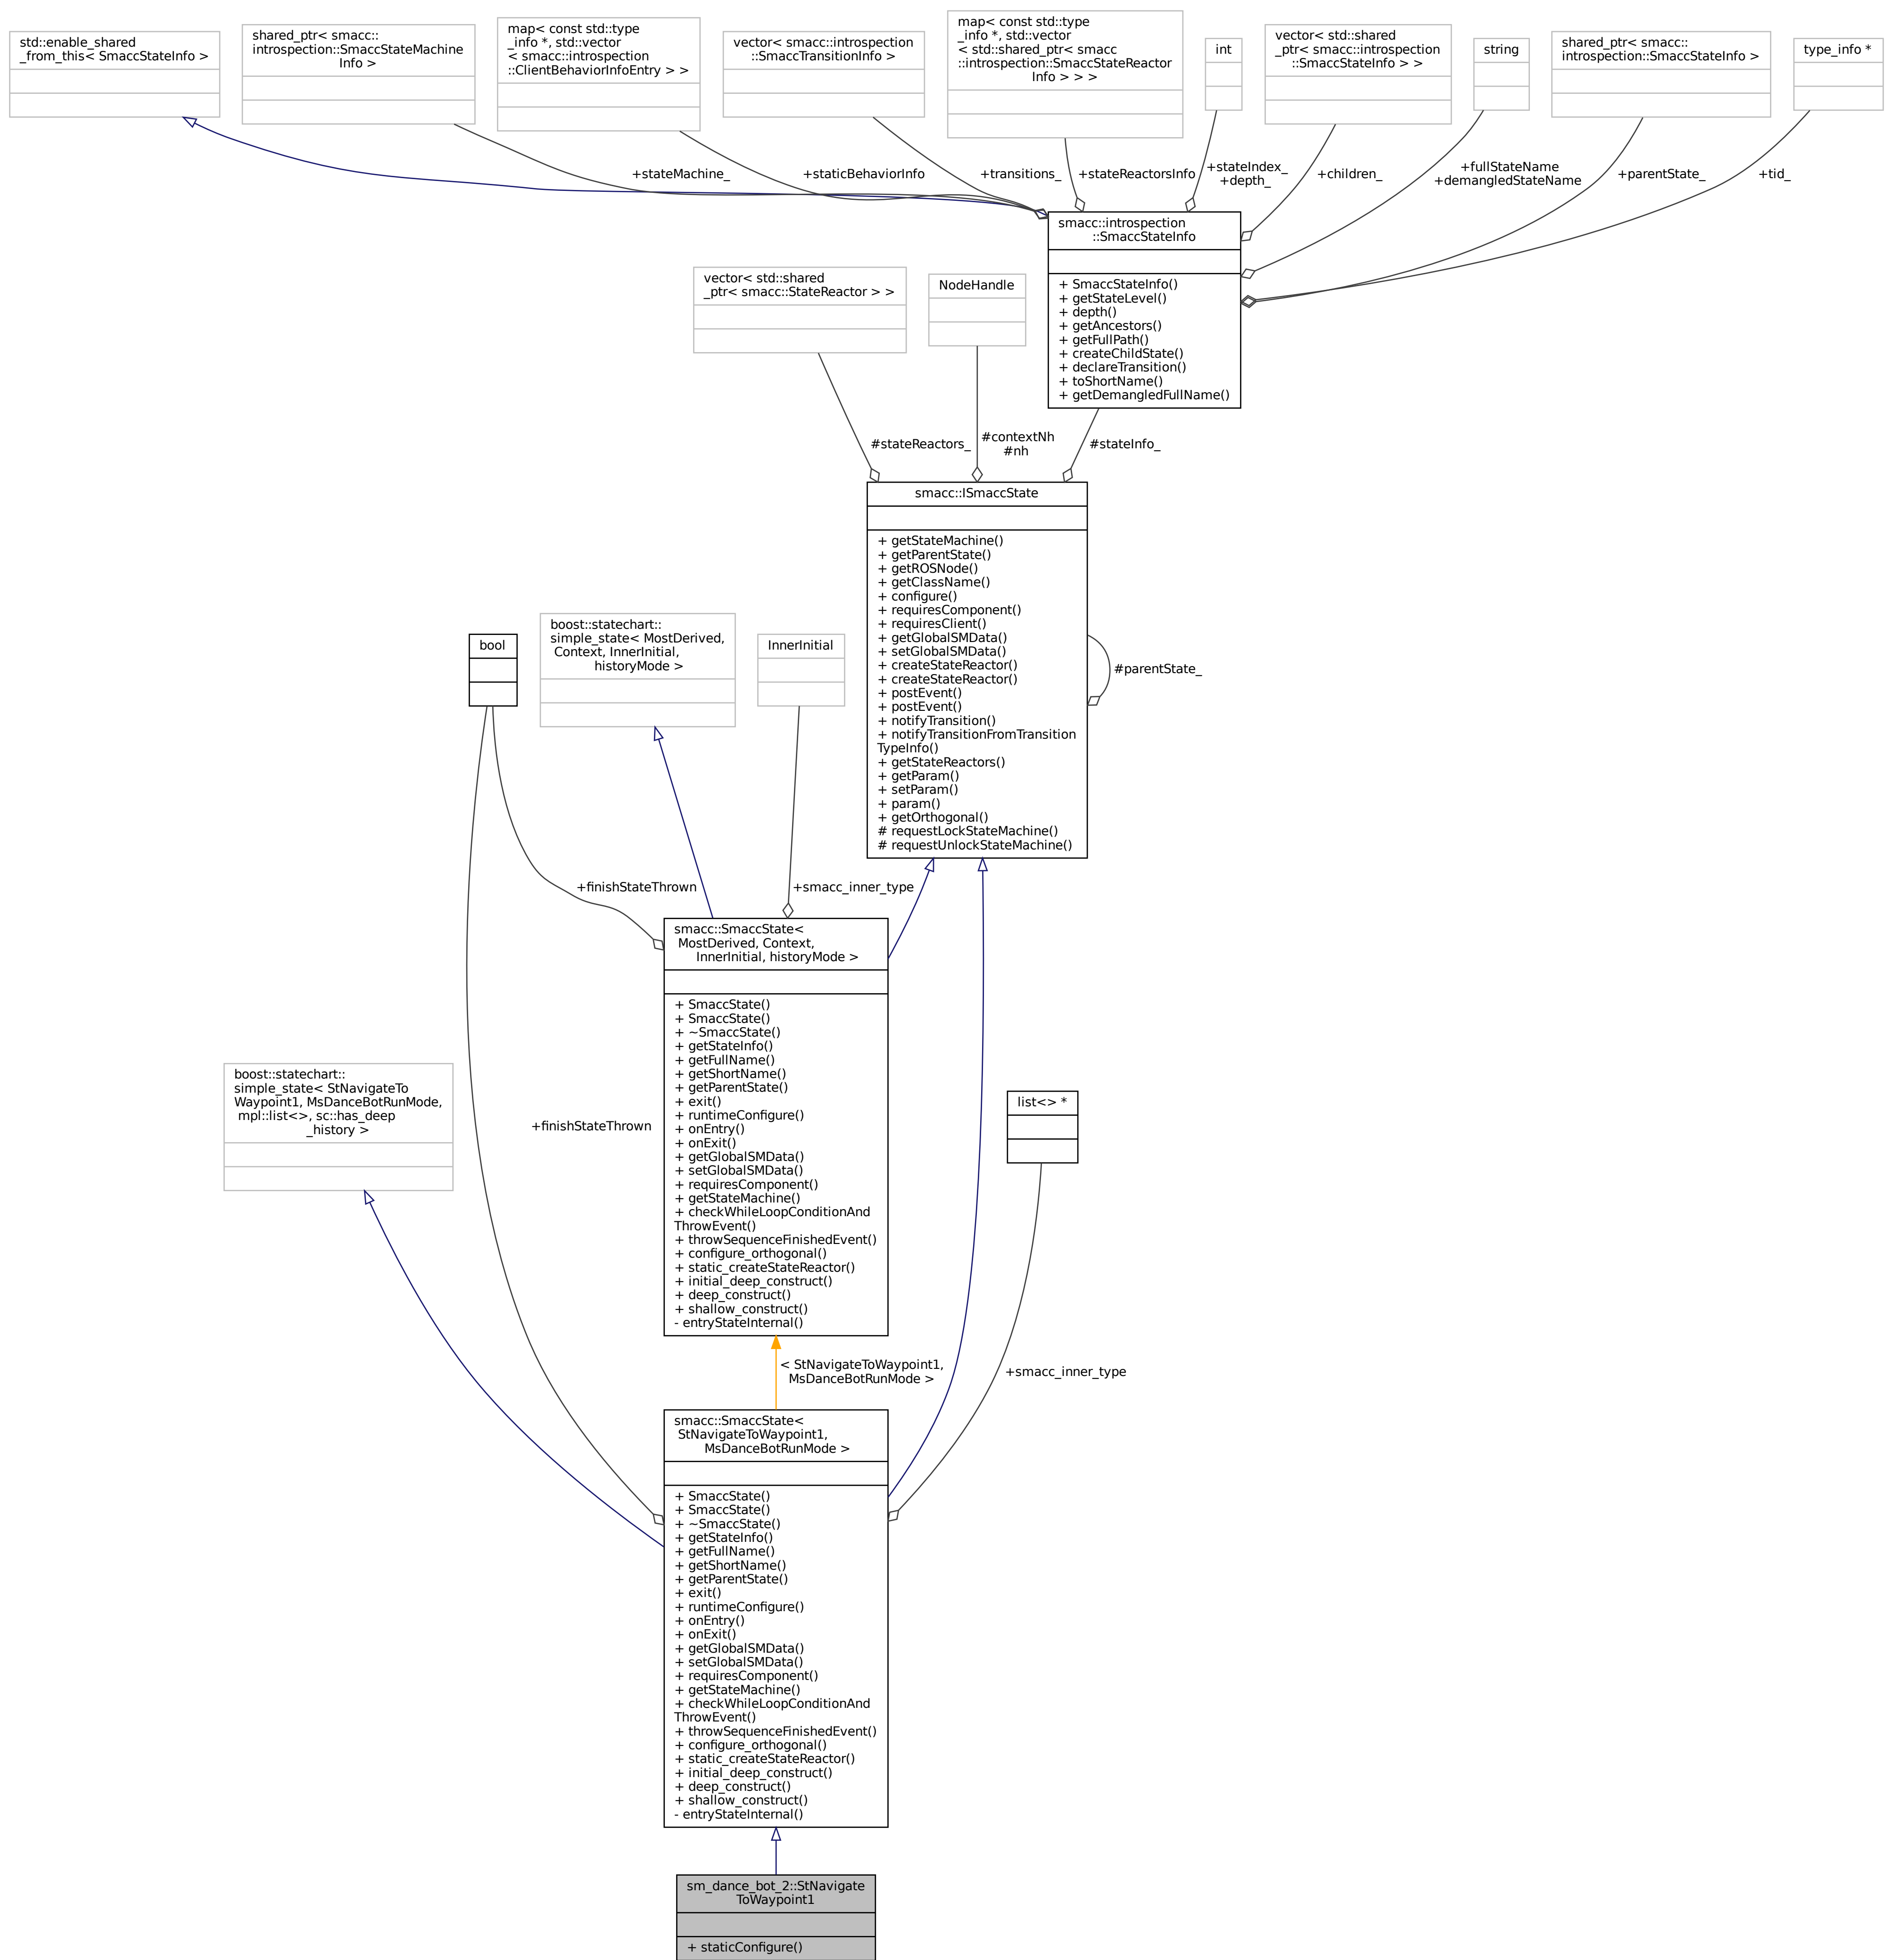 std::enable_shared
_from_this< SmaccStateInfo >
shared_ptr< smacc::
introspection::SmaccStateMachine
Info >
map< const std::type
_info *, std::vector
< smacc::introspection
::ClientBehaviorInfoEntry > >
vector< smacc::introspection
::SmaccTransitionInfo >
map< const std::type
_info *, std::vector
< std::shared_ptr< smacc
::introspection::SmaccStateReactor
Info > > >
int
vector< std::shared
_ptr< smacc::introspection
::SmaccStateInfo > >
string
shared_ptr< smacc::
introspection::SmaccStateInfo >
type_info *
+stateMachine_
+staticBehaviorInfo
+transitions_
+stateReactorsInfo
+stateIndex_
+depth_
+children_
+fullStateName
+demangledStateName
+parentState_
+tid_
smacc::introspection
::SmaccStateInfo
+ SmaccStateInfo()
+ getStateLevel()
+ depth()
+ getAncestors()
+ getFullPath()
+ createChildState()
+ declareTransition()
+ toShortName()
+ getDemangledFullName()
vector< std::shared
_ptr< smacc::StateReactor > >
NodeHandle
#stateReactors_
#contextNh
#nh
#stateInfo_
smacc::ISmaccState
+ getStateMachine()
+ getParentState()
+ getROSNode()
+ getClassName()
+ configure()
+ requiresComponent()
+ requiresClient()
+ getGlobalSMData()
+ setGlobalSMData()
+ createStateReactor()
+ createStateReactor()
+ postEvent()
+ postEvent()
+ notifyTransition()
+ notifyTransitionFromTransition
TypeInfo()
+ getStateReactors()
+ getParam()
+ setParam()
+ param()
+ getOrthogonal()
# requestLockStateMachine()
# requestUnlockStateMachine()
#parentState_
bool
boost::statechart::
simple_state< MostDerived,
Context, InnerInitial,
historyMode >
InnerInitial
+finishStateThrown
+smacc_inner_type
smacc::SmaccState<
MostDerived, Context,
InnerInitial, historyMode >
+ SmaccState()
+ SmaccState()
+ ~SmaccState()
+ getStateInfo()
+ getFullName()
+ getShortName()
+ getParentState()
+ exit()
+ runtimeConfigure()
+ onEntry()
+ onExit()
+ getGlobalSMData()
+ setGlobalSMData()
+ requiresComponent()
+ getStateMachine()
+ checkWhileLoopConditionAnd
ThrowEvent()
+ throwSequenceFinishedEvent()
+ configure_orthogonal()
+ static_createStateReactor()
+ initial_deep_construct()
+ deep_construct()
+ shallow_construct()
- entryStateInternal()
boost::statechart::
simple_state< StNavigateTo
Waypoint1, MsDanceBotRunMode,
mpl::list<>, sc::has_deep
_history >
+finishStateThrown
list<> *
< StNavigateToWaypoint1,
MsDanceBotRunMode >
+smacc_inner_type
smacc::SmaccState<
StNavigateToWaypoint1,
MsDanceBotRunMode >
+ SmaccState()
+ SmaccState()
+ ~SmaccState()
+ getStateInfo()
+ getFullName()
+ getShortName()
+ getParentState()
+ exit()
+ runtimeConfigure()
+ onEntry()
+ onExit()
+ getGlobalSMData()
+ setGlobalSMData()
+ requiresComponent()
+ getStateMachine()
+ checkWhileLoopConditionAnd
ThrowEvent()
+ throwSequenceFinishedEvent()
+ configure_orthogonal()
+ static_createStateReactor()
+ initial_deep_construct()
+ deep_construct()
+ shallow_construct()
- entryStateInternal()
sm_dance_bot_2::StNavigate
ToWaypoint1
+ staticConfigure()